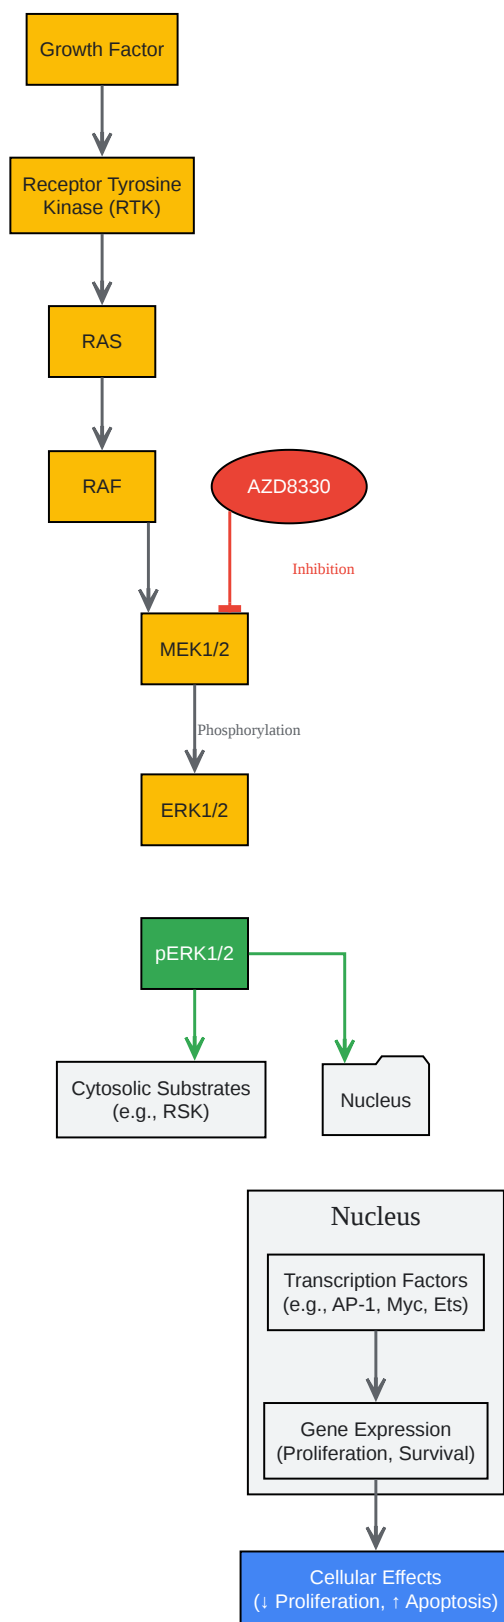 Growth Factor
Receptor Tyrosine
Kinase (RTK)
RAS
RAF
AZD8330
Inhibition
MEK1/2
Phosphorylation
ERK1/2
pERK1/2
Cytosolic Substrates
(e.g., RSK)
Nucleus
Nucleus
Transcription Factors
(e.g., AP-1, Myc, Ets)
Gene Expression
(Proliferation, Survival)
Cellular Effects
(↓ Proliferation, ↑ Apoptosis)